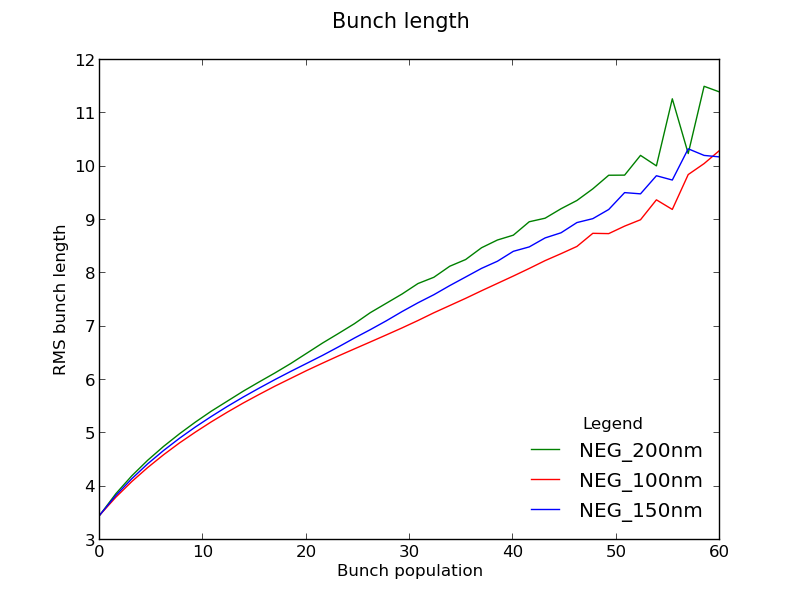 Bunch length
12
11
10
9
8
7
6
5
4
3
RMS bunch length
Legend
NEG_200nm
NEG_100nm
NEG_150nm
0 10 20 30 40 50 60
Bunch population